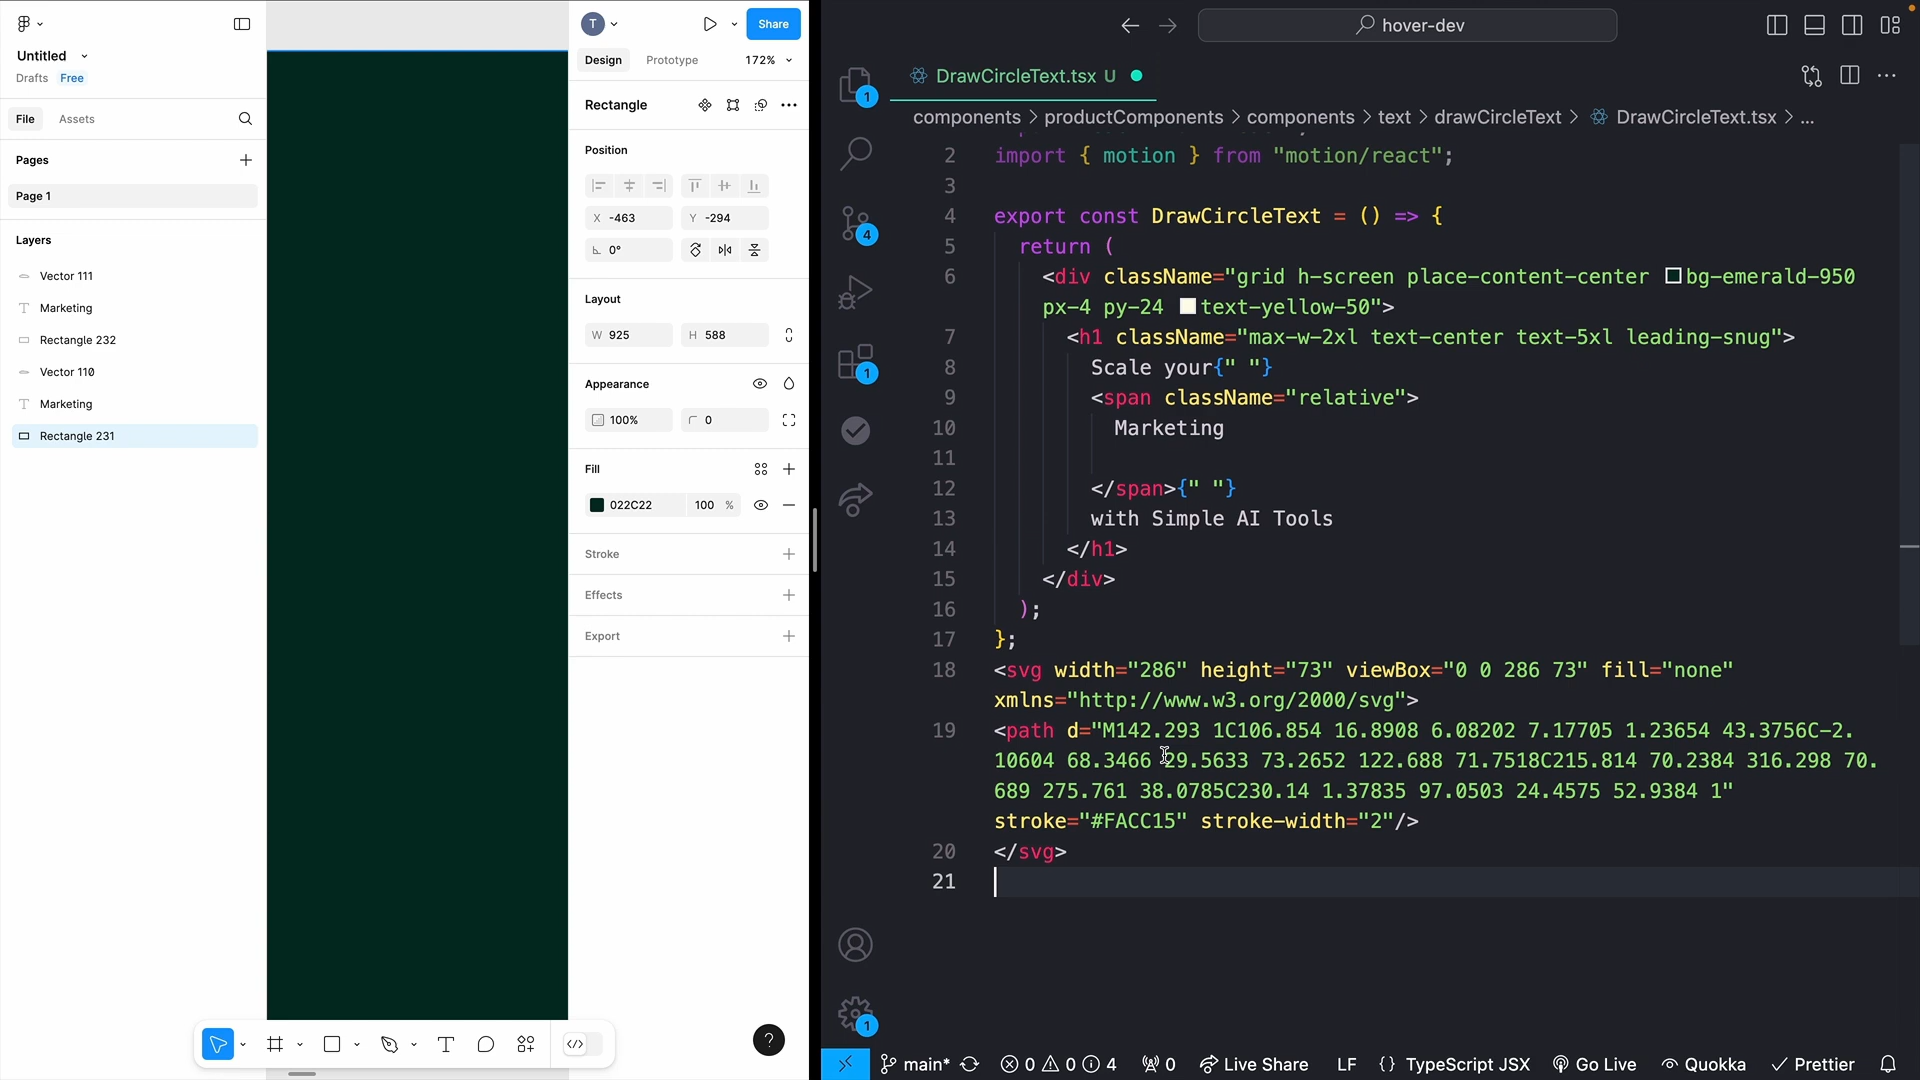 Untitled
Drafts Free
File Assets
Pages
Page 1
Layers
Vector 111
Marketing
Rectangle 232
Vector 110
Marketing
Rectangle 231
T
Share
Design Prototype 172%
Rectangle
Position
X -463 Y -294
0°
Layout
W 925 H 588
Appearance
100% 0
Fill
022C22 100 %
Stroke
Effects
Export
?
hover-dev
DrawCircleText.tsx U
components > productComponents > components > text > drawCircleText > DrawCircleText.tsx > ...
1
4
1
1
2 import { motion } from "motion/react";
3
4 export const DrawCircleText = () => {
5 return (
6 <div className="grid h-screen place-content-center bg-emerald-950
px-4 py-24 text-yellow-50">
7 <h1 className="max-w-2xl text-center text-5xl leading-snug">
8 Scale your{" "}
9 <span className="relative">
10 Marketing
11
12 </span>{" "}
13 with Simple AI Tools
14 </h1>
15 </div>
16 );
17 };
18 <svg width="286" height="73" viewBox="0 0 286 73" fill="none"
xmlns="http://www.w3.org/2000/svg">
19 <path d="M142.293 1C106.854 16.8908 6.08202 7.17705 1.23654 43.3756C-2.
10604 68.3466 29.5633 73.2652 122.688 71.7518C215.814 70.2384 316.298 70.
689 275.761 38.0785C230.14 1.37835 97.0503 24.4575 52.9384 1"
stroke="#FACC15" stroke-width="2"/>
20 </svg>
21
main* 0 0 4 0 Live Share LF {} TypeScript JSX Go Live Quokka Prettier